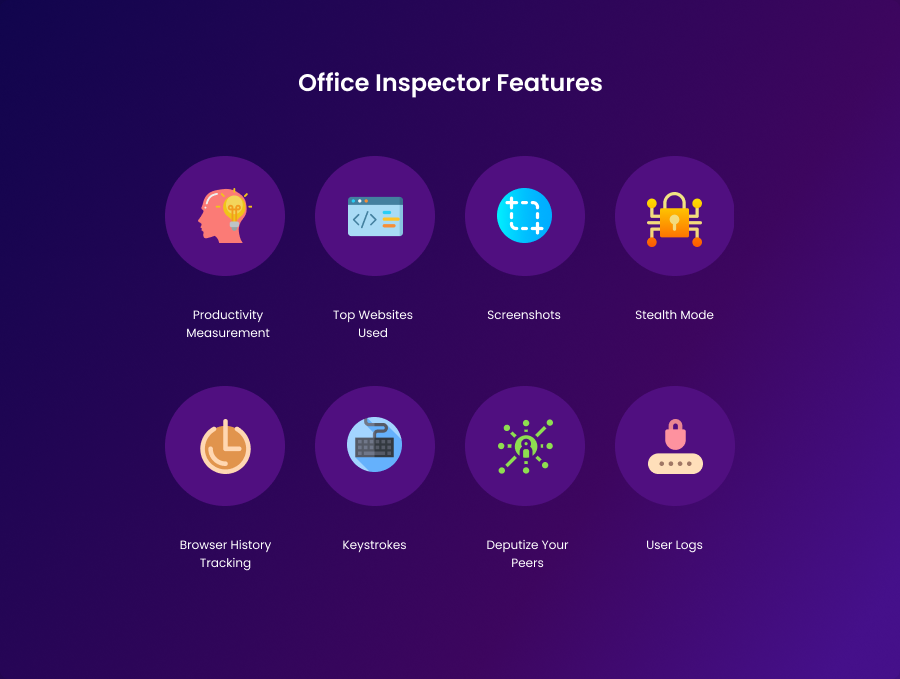 Office Inspector Features
Productivity
Measurement
Top Websites
Used
Screenshots
Stealth Mode
Browser History
Tracking
Keystrokes
Deputize Your
Peers
User Logs